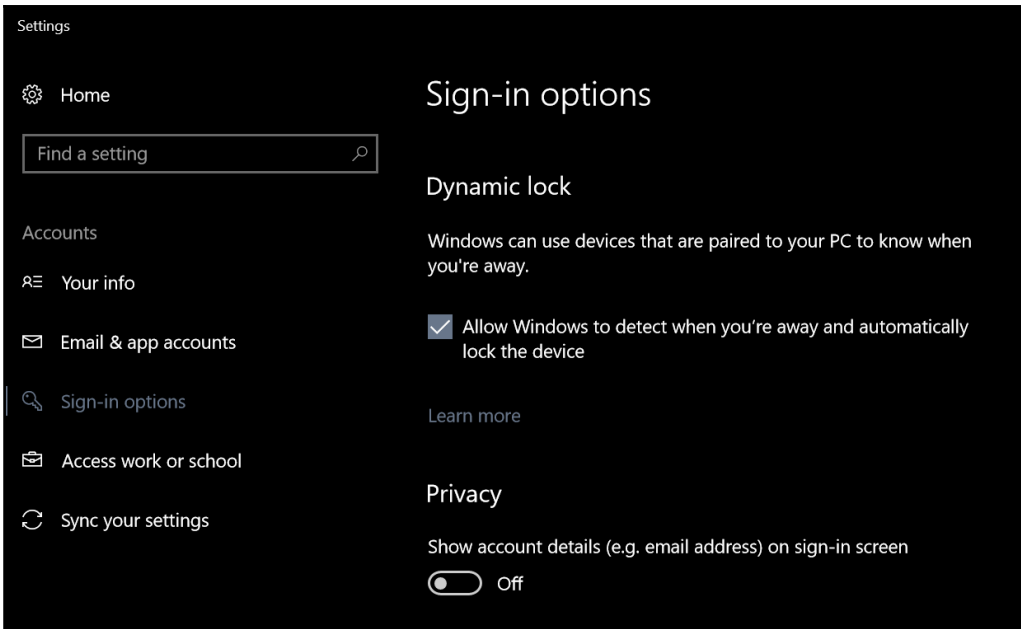 Settings
Home
Find a setting
Accounts
Your info
Email & app accounts
Sign-in options
Access work or school
Sync your settings
Sign-in options
Dynamic lock
Windows can use devices that are paired to your PC to know when
you're away.
Allow Windows to detect when you're away and automatically
lock the device
Learn more
Privacy
Show account details (e.g. email address) on sign-in screen
Off